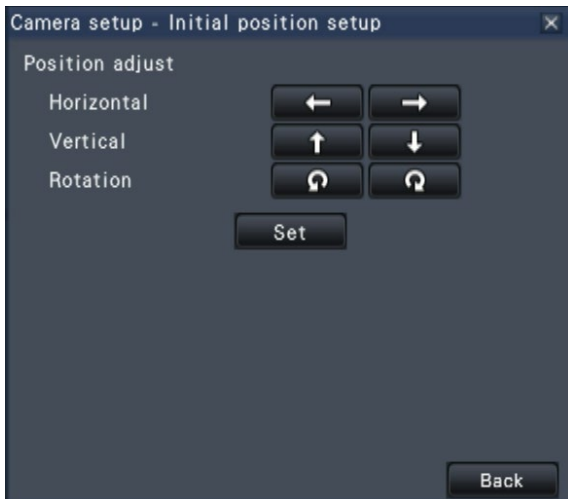 Camera setup - Initial position setup
Position adjust
Horizontal
Vertical
Rotation
Set
Back